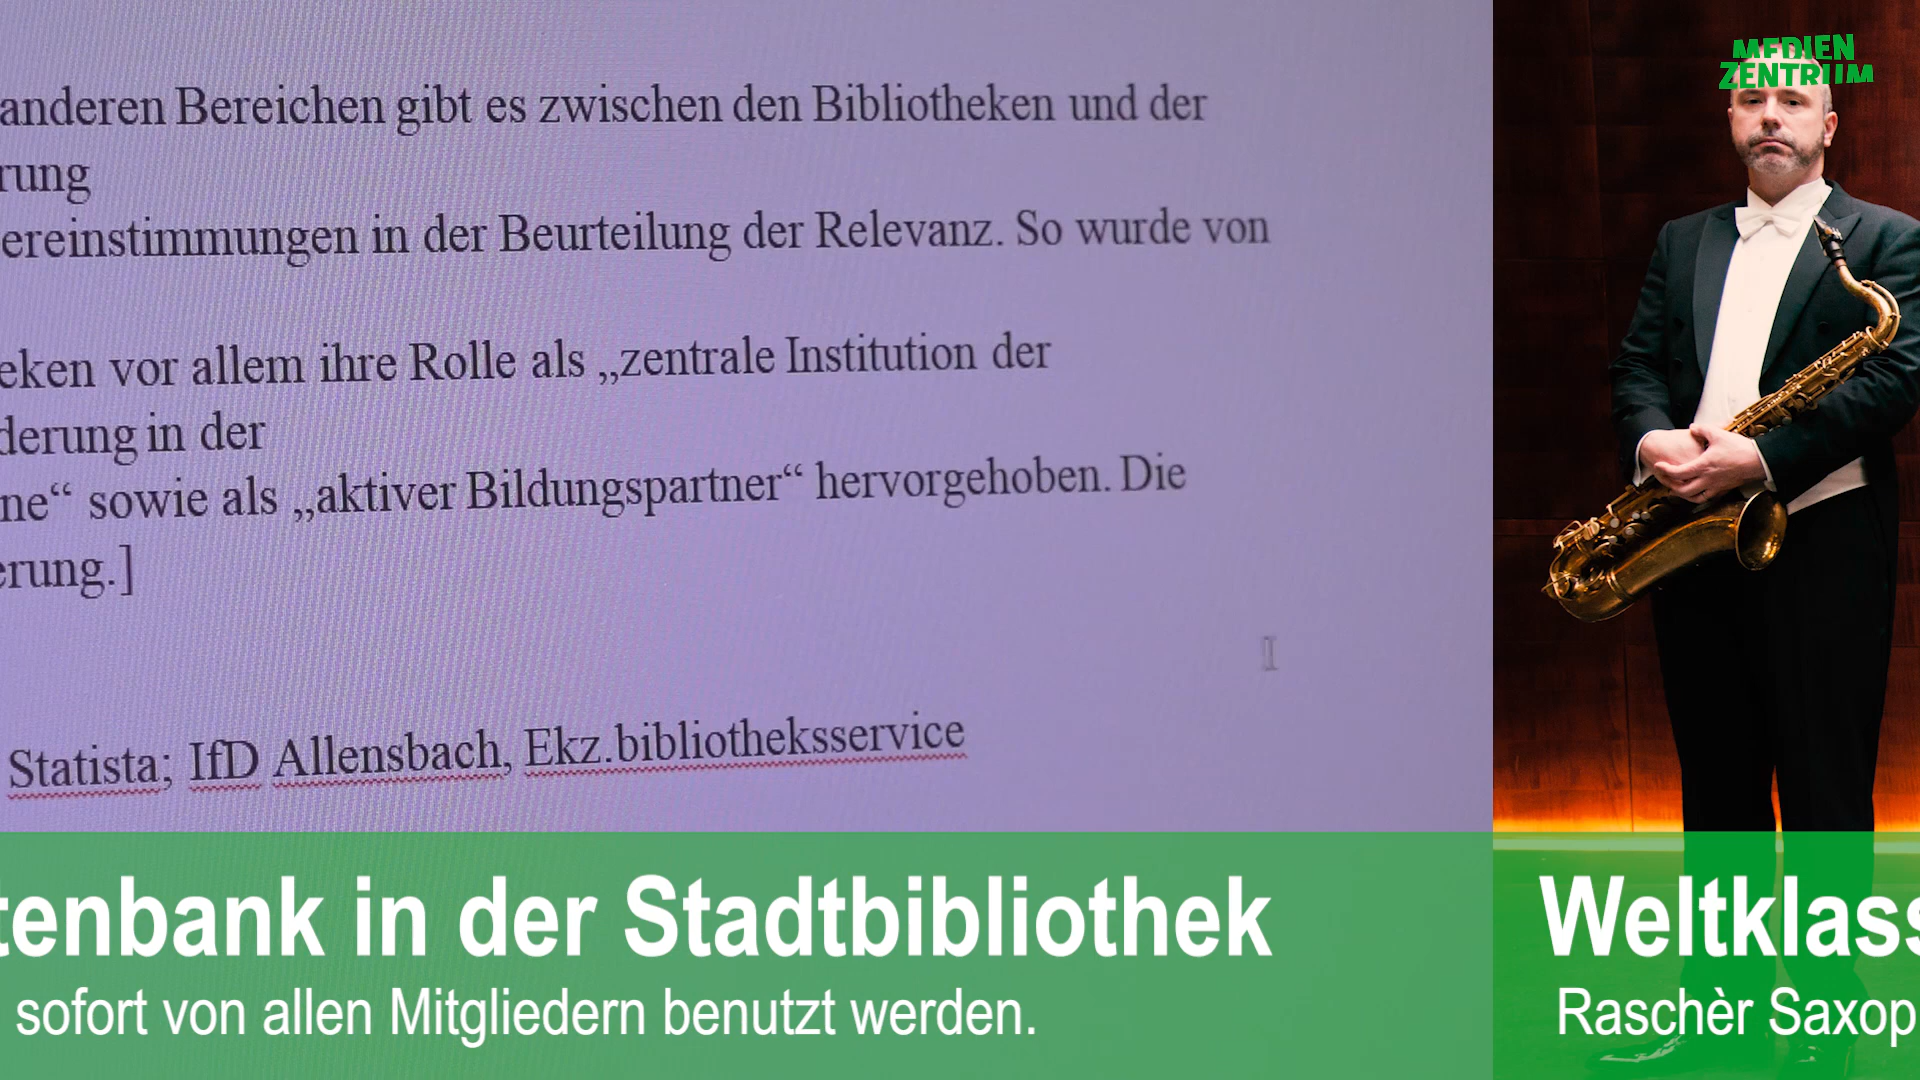 anderen Bereichen gibt es zwischen den Bibliotheken und der
rung
ereinstimmungen in der Beurteilung der Relevanz. So wurde von
eken vor allem ihre Rolle als „zentrale Institution der
derung in der
ne“ sowie als „aktiver Bildungspartner“ hervorgehoben. Die
erung.]
Statista; IfD Allensbach, Ekz.bibliotheksservice
tenbank in der Stadtbibliothek
sofort von allen Mitgliedern benutzt werden.
MEDIEN
ZENTRUM
Weltklass
Raschèr Saxop